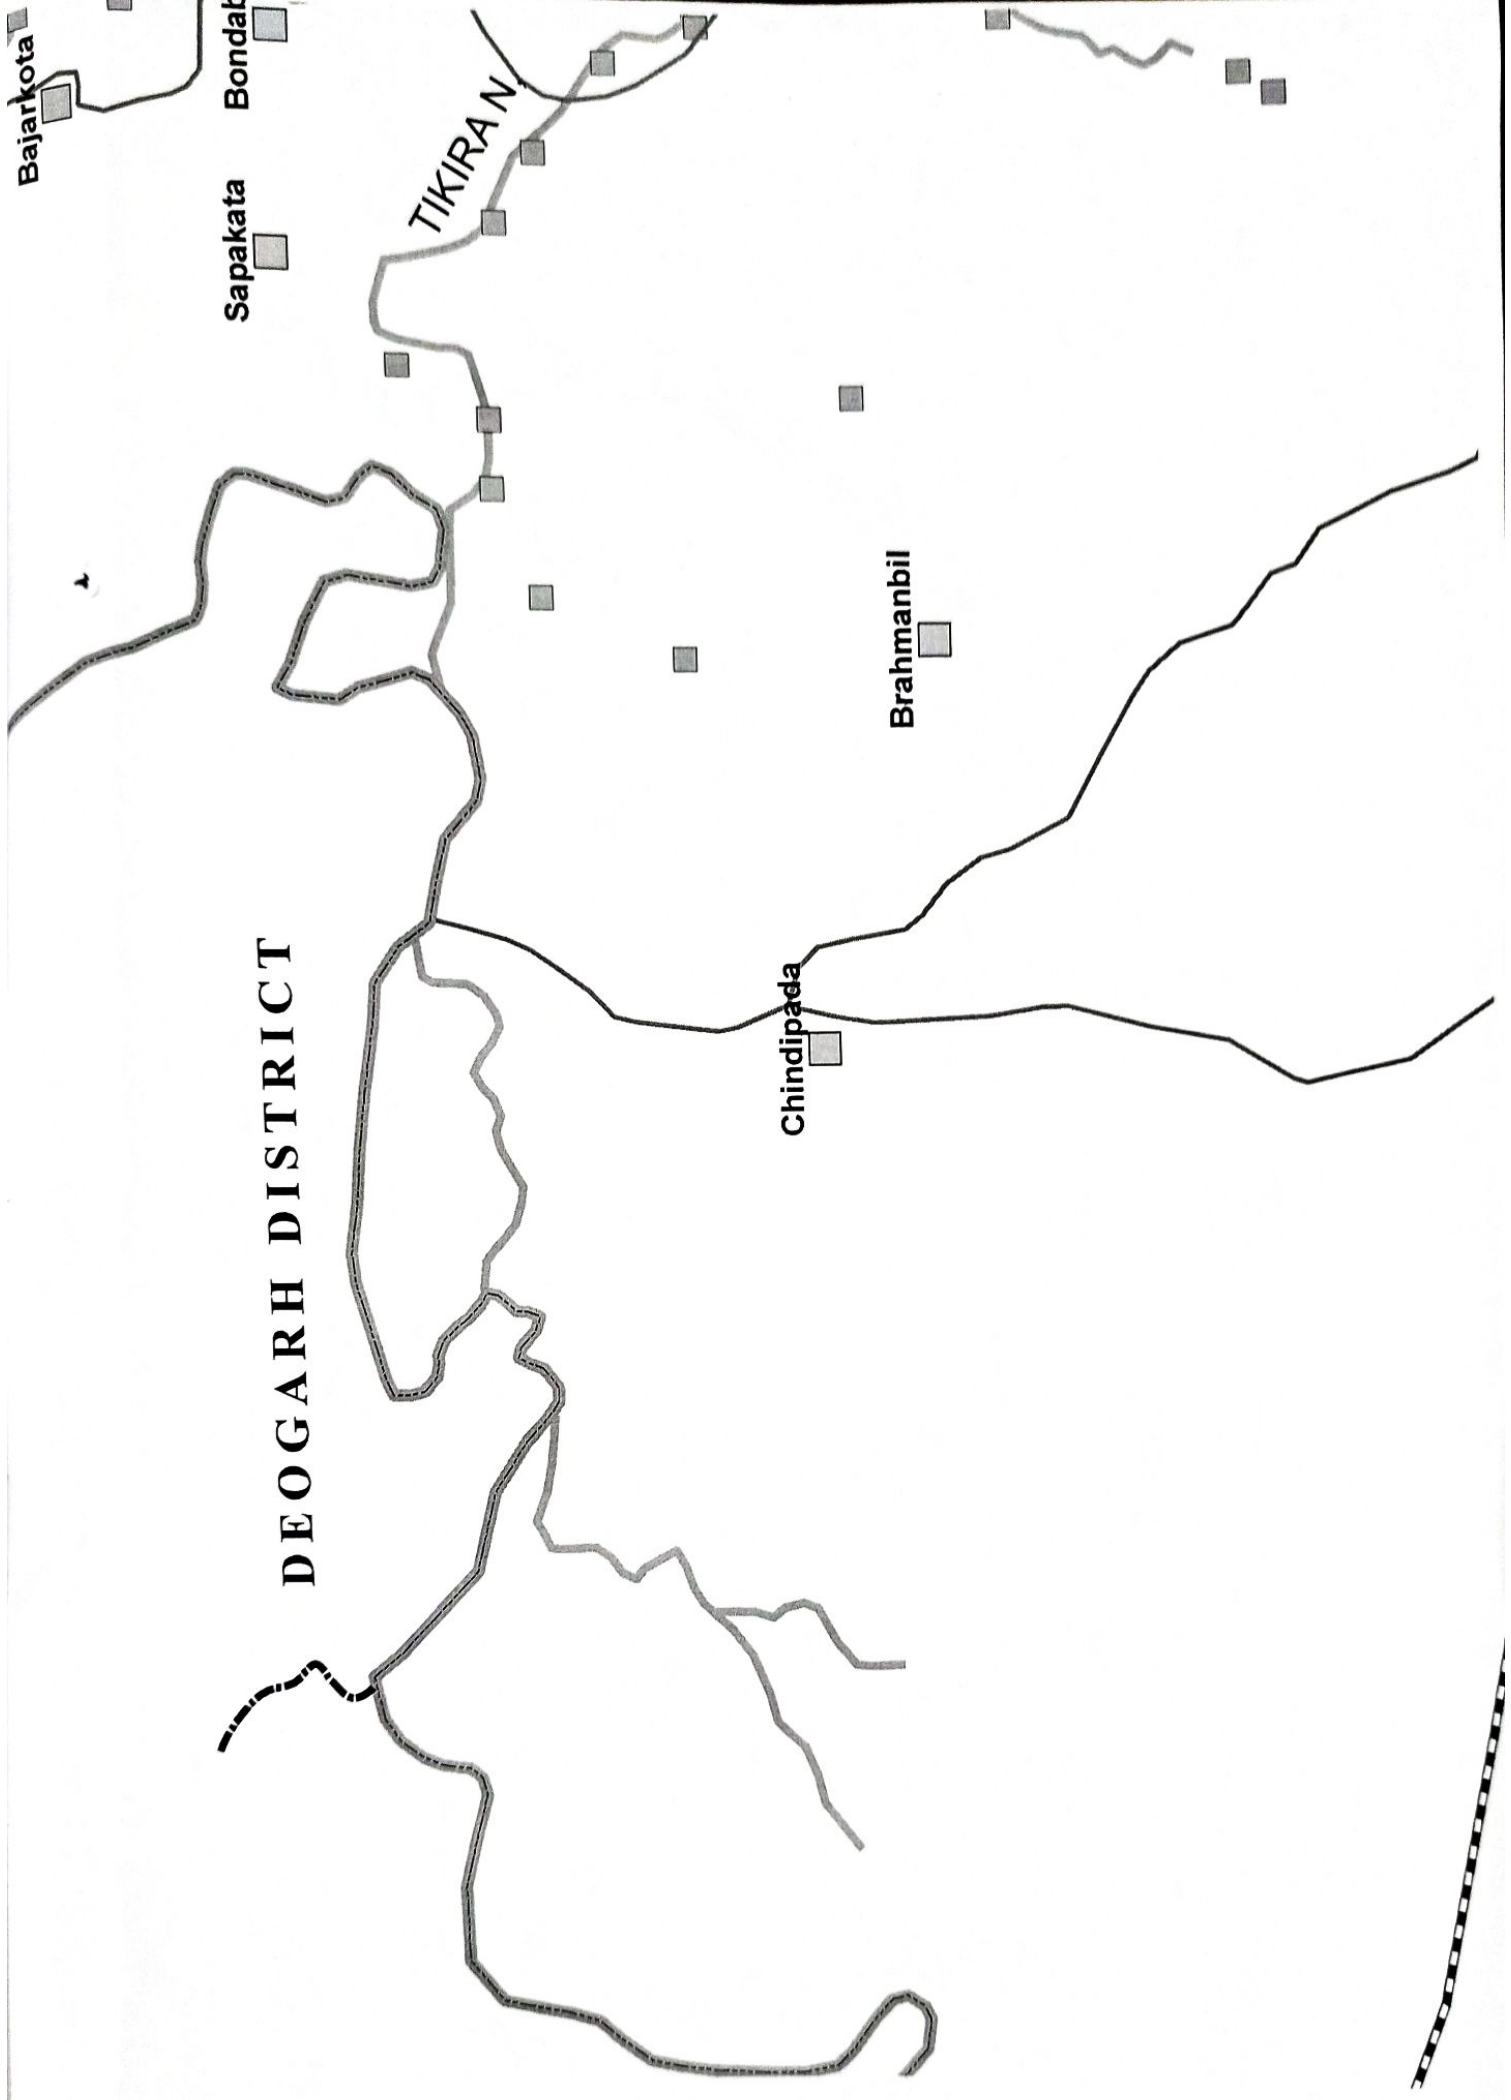 Bajarkota
Bondab
Sapakata
TIKIRA N.
Brahmanbil
DEOGARH DISTRICT
Chindipada